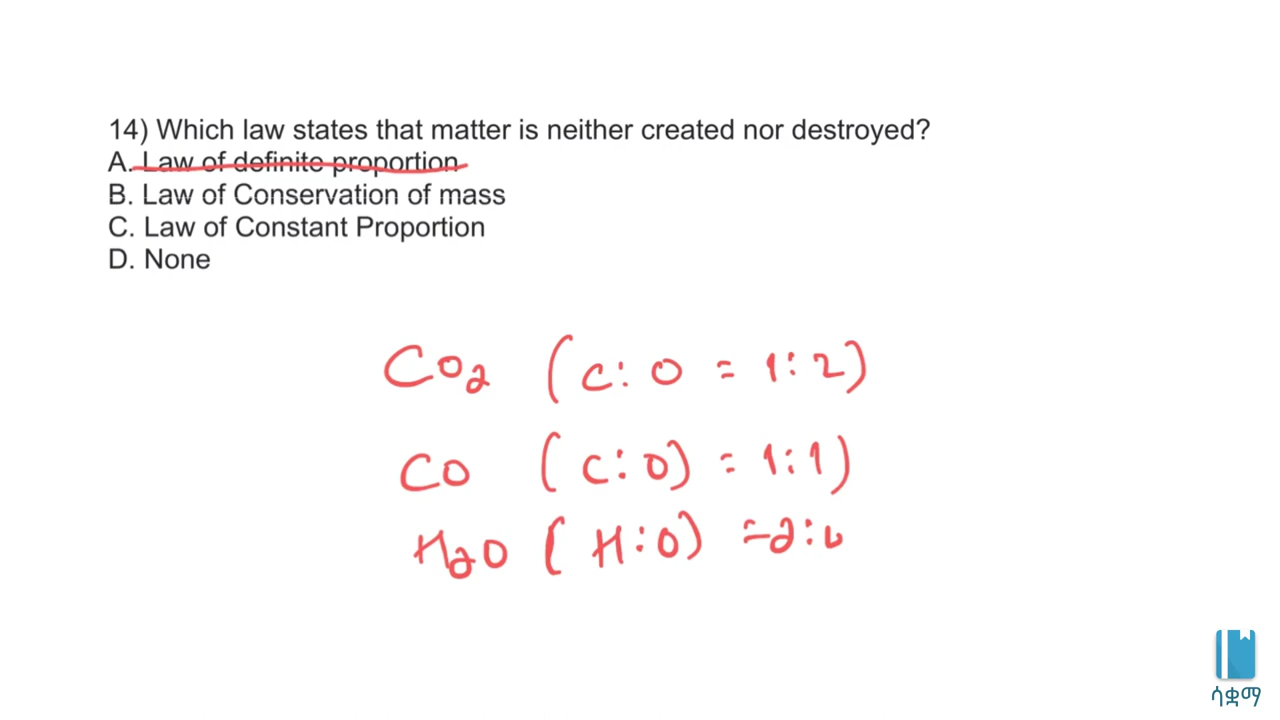 14) Which law states that matter is neither created nor destroyed?
A. Law of definite proportion
B. Law of Conservation of mass
C. Law of Constant Proportion
D. None
CO2 (C:O = 1:2)
CO (C:O) = 1:1)
H2O (H:O) =2:
ሳቋማ